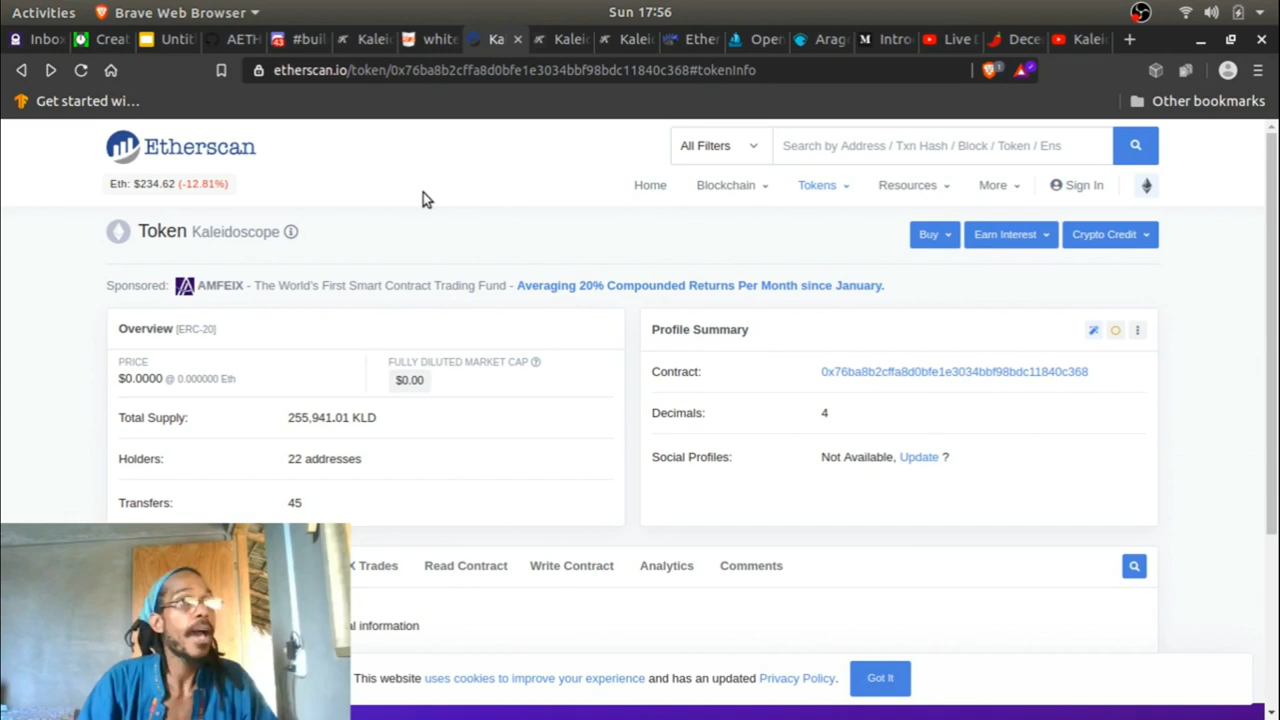 Activities Brave Web Browser Sun 17:56
Inbo Creat Untit AETH #buil Kaleic white Ka Kaleid Kaleid Ether Open Arag Intro Live E Dece Kalei
etherscan.io/token/0x76ba8b2cffa8d0bfe1e3034bbf98bdc11840c368#tokenInfo
Get started wi... Other bookmarks
Etherscan
All Filters Search by Address / Txn Hash / Block / Token / Ens
Eth: $234.62 (-12.81%)
Home Blockchain Tokens Resources More Sign In
Token Kaleidoscope
Buy Earn Interest Crypto Credit
Sponsored: AMFEIX - The World's First Smart Contract Trading Fund - Averaging 20% Compounded Returns Per Month since January.
Overview [ERC-20]
PRICE
$0.0000 @ 0.000000 Eth
FULLY DILUTED MARKET CAP
$0.00
Total Supply: 255,941.01 KLD
Holders: 22 addresses
Transfers: 45
Profile Summary
Contract: 0x76ba8b2cffa8d0bfe1e3034bbf98bdc11840c368
Decimals: 4
Social Profiles: Not Available, Update ?
X Trades Read Contract Write Contract Analytics Comments
al information
This website uses cookies to improve your experience and has an updated Privacy Policy. Got It